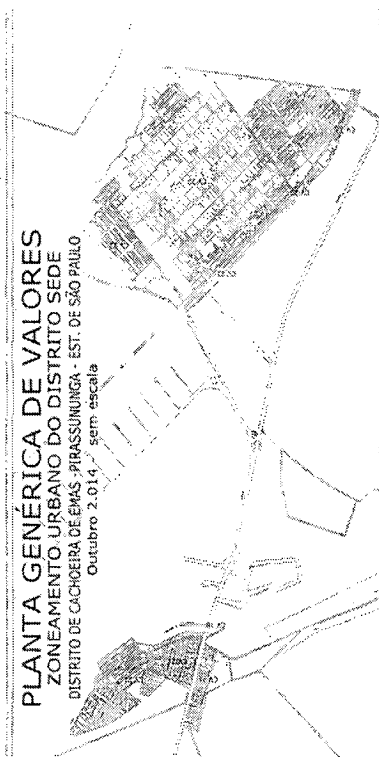 PLANTA GENÉRICA DE VALORES
ZONEAMENTO URBANO DO DISTRITO SEDE
DISTRITO DE CACHOEIRA DE EMAS - PIRASSUNUNGA - EST. DE SÃO PAULO
Outubro 2.014 - sem escala